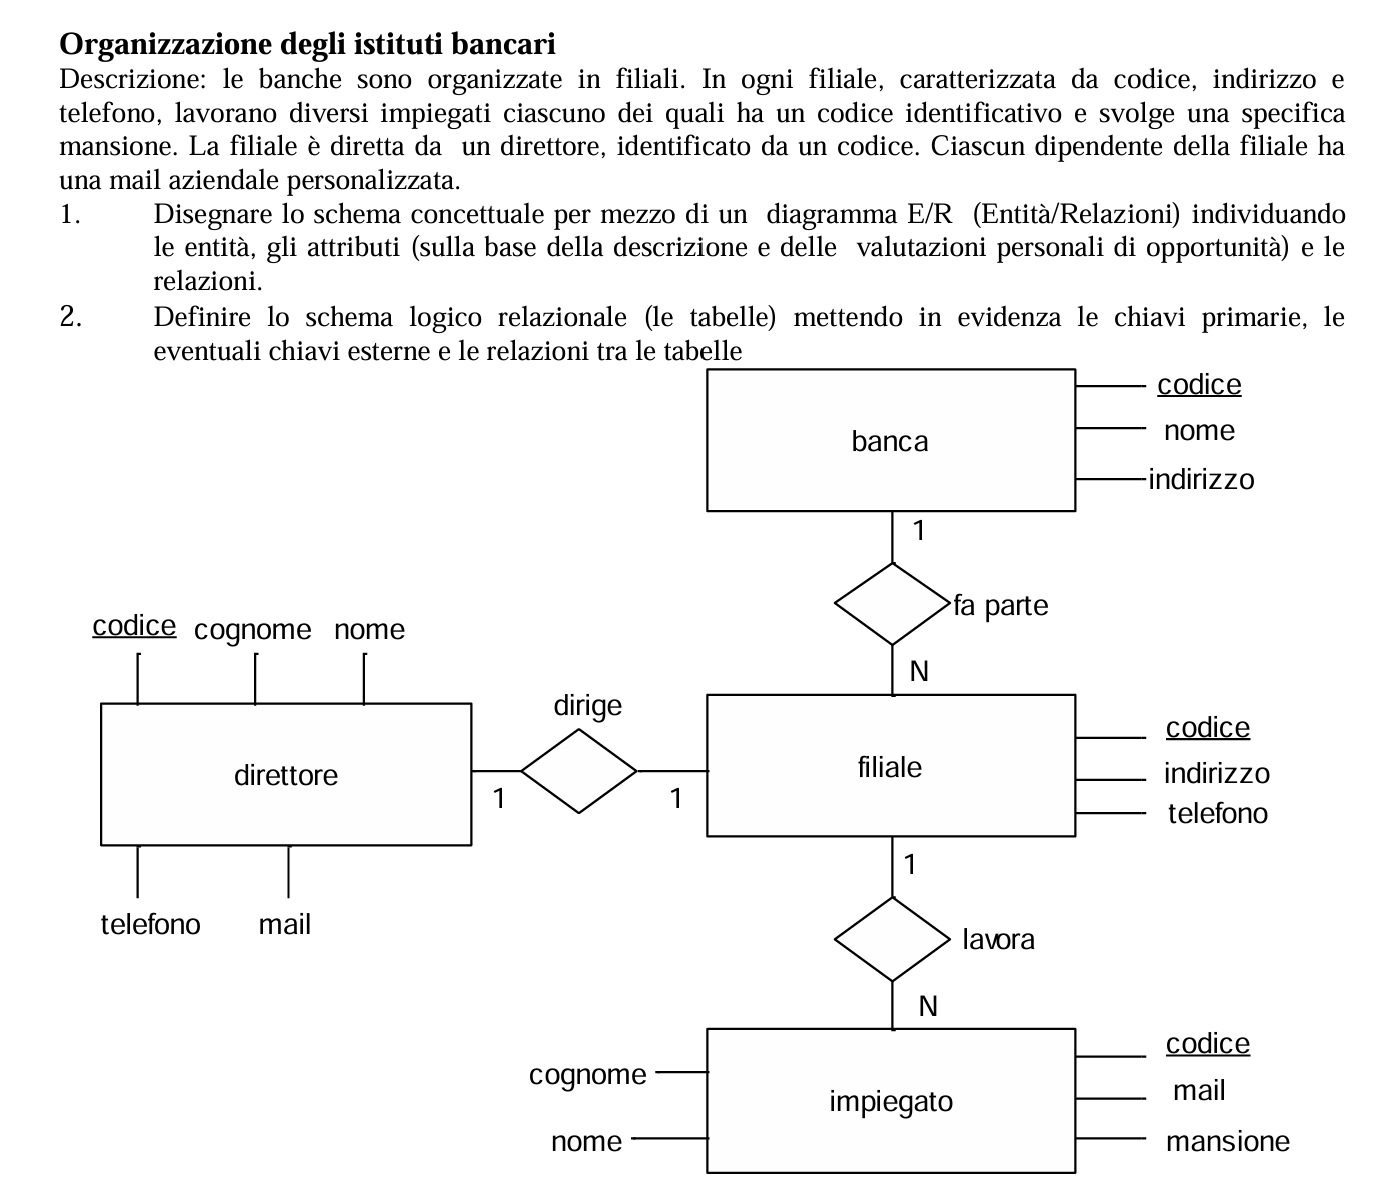 Organizzazione degli istituti bancari
Descrizione: le banche sono organizzate in filiali. In ogni filiale, caratterizzata da codice, indirizzo e
telefono, lavorano diversi impiegati ciascuno dei quali ha un codice identificativo e svolge una specifica
mansione. La filiale è diretta da un direttore, identificato da un codice. Ciascun dipendente della filiale ha
una mail aziendale personalizzata.
1. Disegnare lo schema concettuale per mezzo di un diagramma E/R (Entità/Relazioni) individuando
le entità, gli attributi (sulla base della descrizione e delle valutazioni personali di opportunità) e le
relazioni.
2. Definire lo schema logico relazionale (le tabelle) mettendo in evidenza le chiavi primarie, le
eventuali chiavi esterne e le relazioni tra le tabelle
codice
nome
banca
indirizzo
1
fa parte
codice cognome nome
N
dirige
codice
filiale
direttore
indirizzo
1 1
telefono
1
telefono mail
lavora
N
codice
cognome
mail
impiegato
nome
mansione